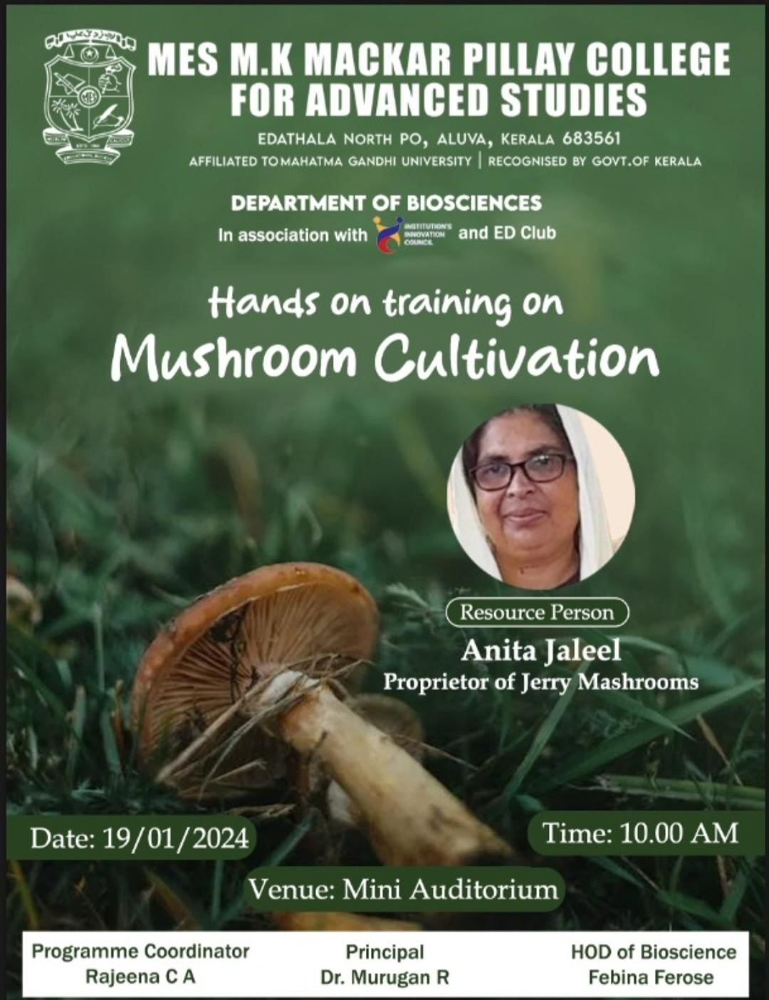 MES
MES M.K MACKAR PILLAY COLLEGE
FOR ADVANCED STUDIES
EDATHALA NORTH PO, ALUVA, KERALA 683561
AFFILIATED TO MAHATMA GANDHI UNIVERSITY | RECOGNISED BY GOVT.OF KERALA
DEPARTMENT OF BIOSCIENCES
In association with INSTITUTION'S INNOVATION COUNCIL and ED Club
Hands on training on
Mushroom Cultivation
Resource Person
Anita Jaleel
Proprietor of Jerry Mashrooms
Date: 19/01/2024
Time: 10.00 AM
Venue: Mini Auditorium
Programme Coordinator
Rajeena C A
Principal
Dr. Murugan R
HOD of Bioscience
Febina Ferose